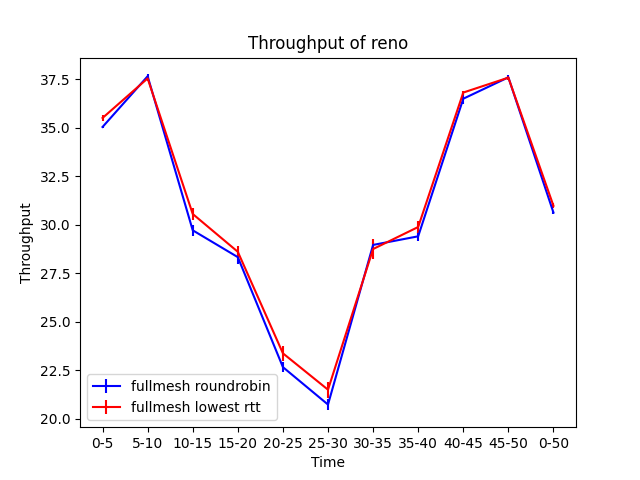 Throughput of reno
Throughput
37.5
35.0
32.5
30.0
27.5
25.0
22.5
20.0
fullmesh roundrobin
fullmesh lowest rtt
0-5 5-10 10-15 15-20 20-25 25-30 30-35 35-40 40-45 45-50 0-50
Time